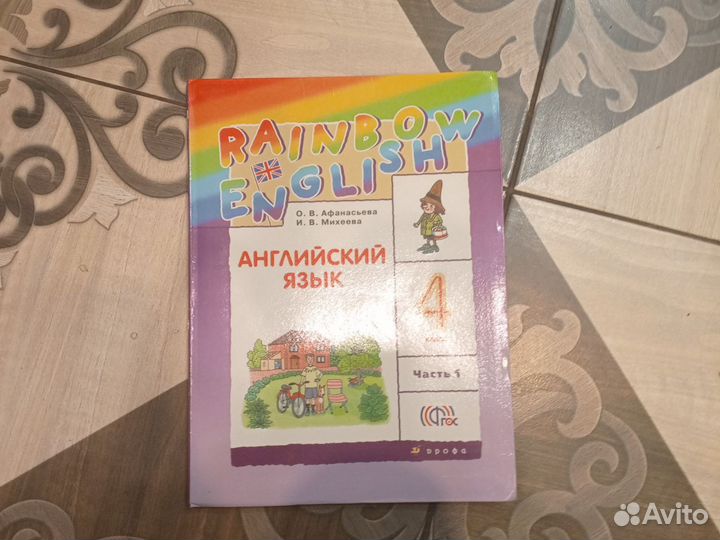 RAINBOW
ENGLISH
О. В. Афанасьева
И. В. Михеева
АНГЛИЙСКИЙ
ЯЗЫК
4
класс
Часть 1
ФГОС
дрофа
Avito